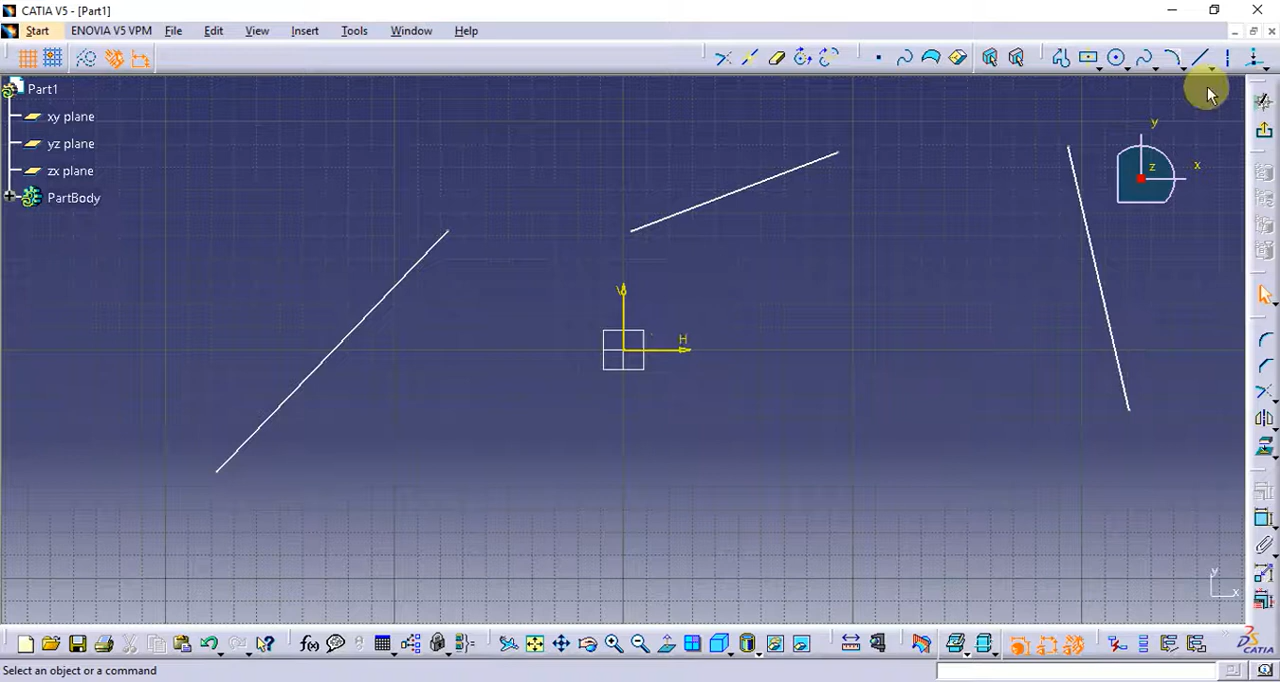 CATIA V5 - [Part1]
Start ENOVIA V5 VPM File Edit View Insert Tools Window Help
Part1
xy plane
yz plane
zx plane
PartBody
y
x
z
V
H
y
x
f(x)
CATIA
Select an object or a command